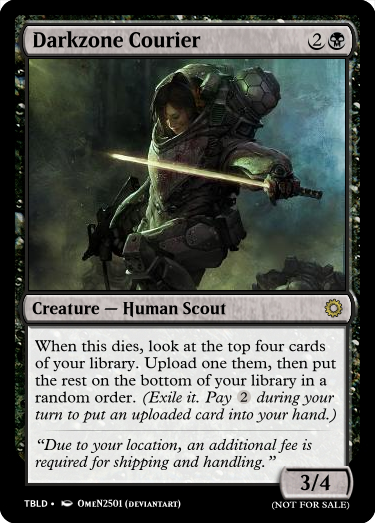 Darkzone Courier 2
Creature — Human Scout
When this dies, look at the top four cards
of your library. Upload one them, then put
the rest on the bottom of your library in a
random order. (Exile it. Pay 2 during your
turn to put an uploaded card into your hand.)
“Due to your location, an additional fee is
required for shipping and handling.”
3/4
TBLD • OMEN2501 (DEVIANTART)
(NOT FOR SALE)